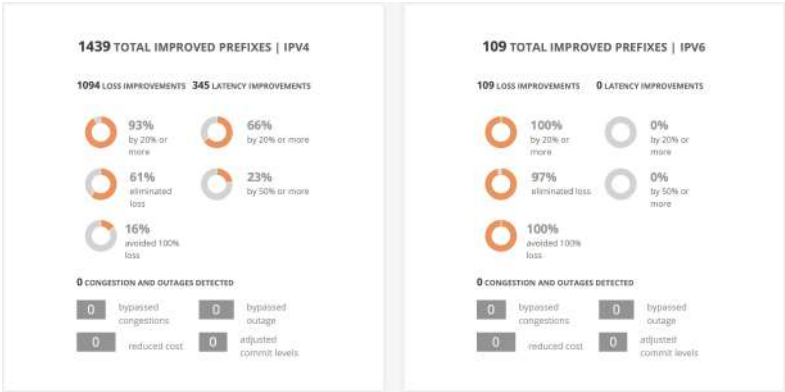 1439 TOTAL IMPROVED PREFIXES | IPV4
1094 LOSS IMPROVEMENTS 345 LATENCY IMPROVEMENTS
93%
by 20% or
more
66%
by 20% or more
61%
eliminated
loss
23%
by 50% or more
16%
avoided 100%
loss
0 CONGESTION AND OUTAGES DETECTED
0
bypassed
congestions
0
bypassed
outage
0
reduced cost
0
adjusted
commit levels
109 TOTAL IMPROVED PREFIXES | IPV6
109 LOSS IMPROVEMENTS 0 LATENCY IMPROVEMENTS
100%
by 20% or
more
0%
by 20% or
more
97%
eliminated loss
0%
by 50% or
more
100%
avoided 100%
loss
0 CONGESTION AND OUTAGES DETECTED
0
bypassed
congestions
0
bypassed
outage
0
reduced cost
0
adjusted
commit levels